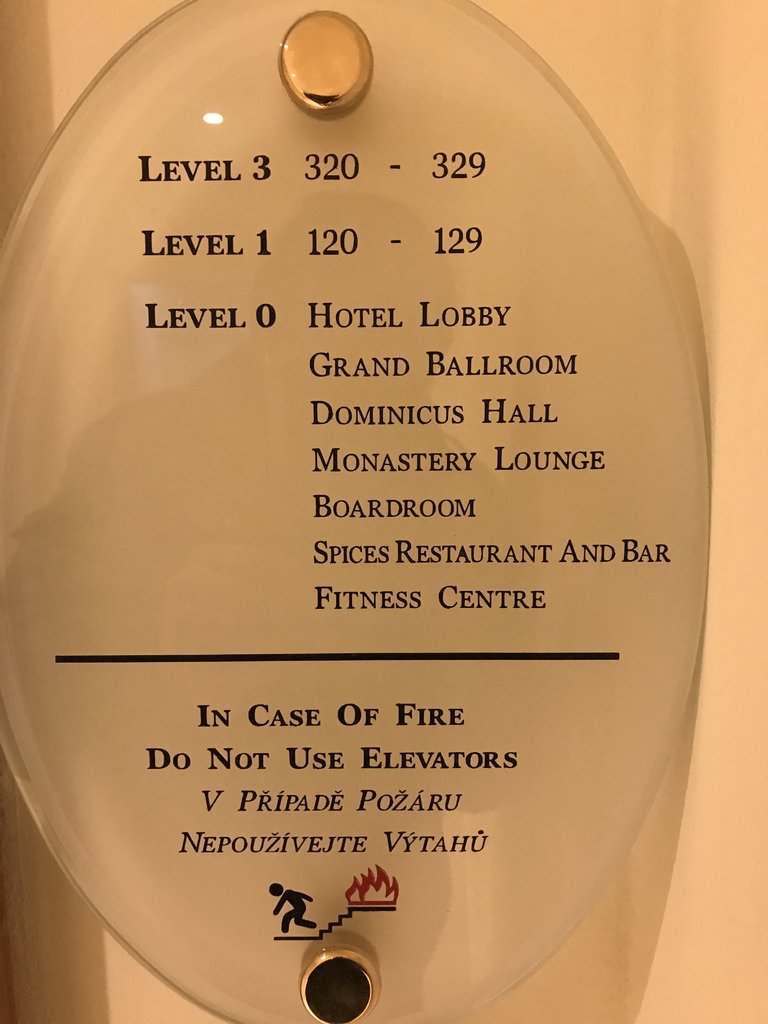 LEVEL 3 320 - 329
LEVEL 1 120 - 129
LEVEL 0 HOTEL LOBBY
GRAND BALLROOM
DOMINICUS HALL
MONASTERY LOUNGE
BOARDROOM
SPICES RESTAURANT AND BAR
FITNESS CENTRE
IN CASE OF FIRE
DO NOT USE ELEVATORS
V PŘÍPADĚ POŽÁRU
NEPOUŽÍVEJTE VÝTAHŮ